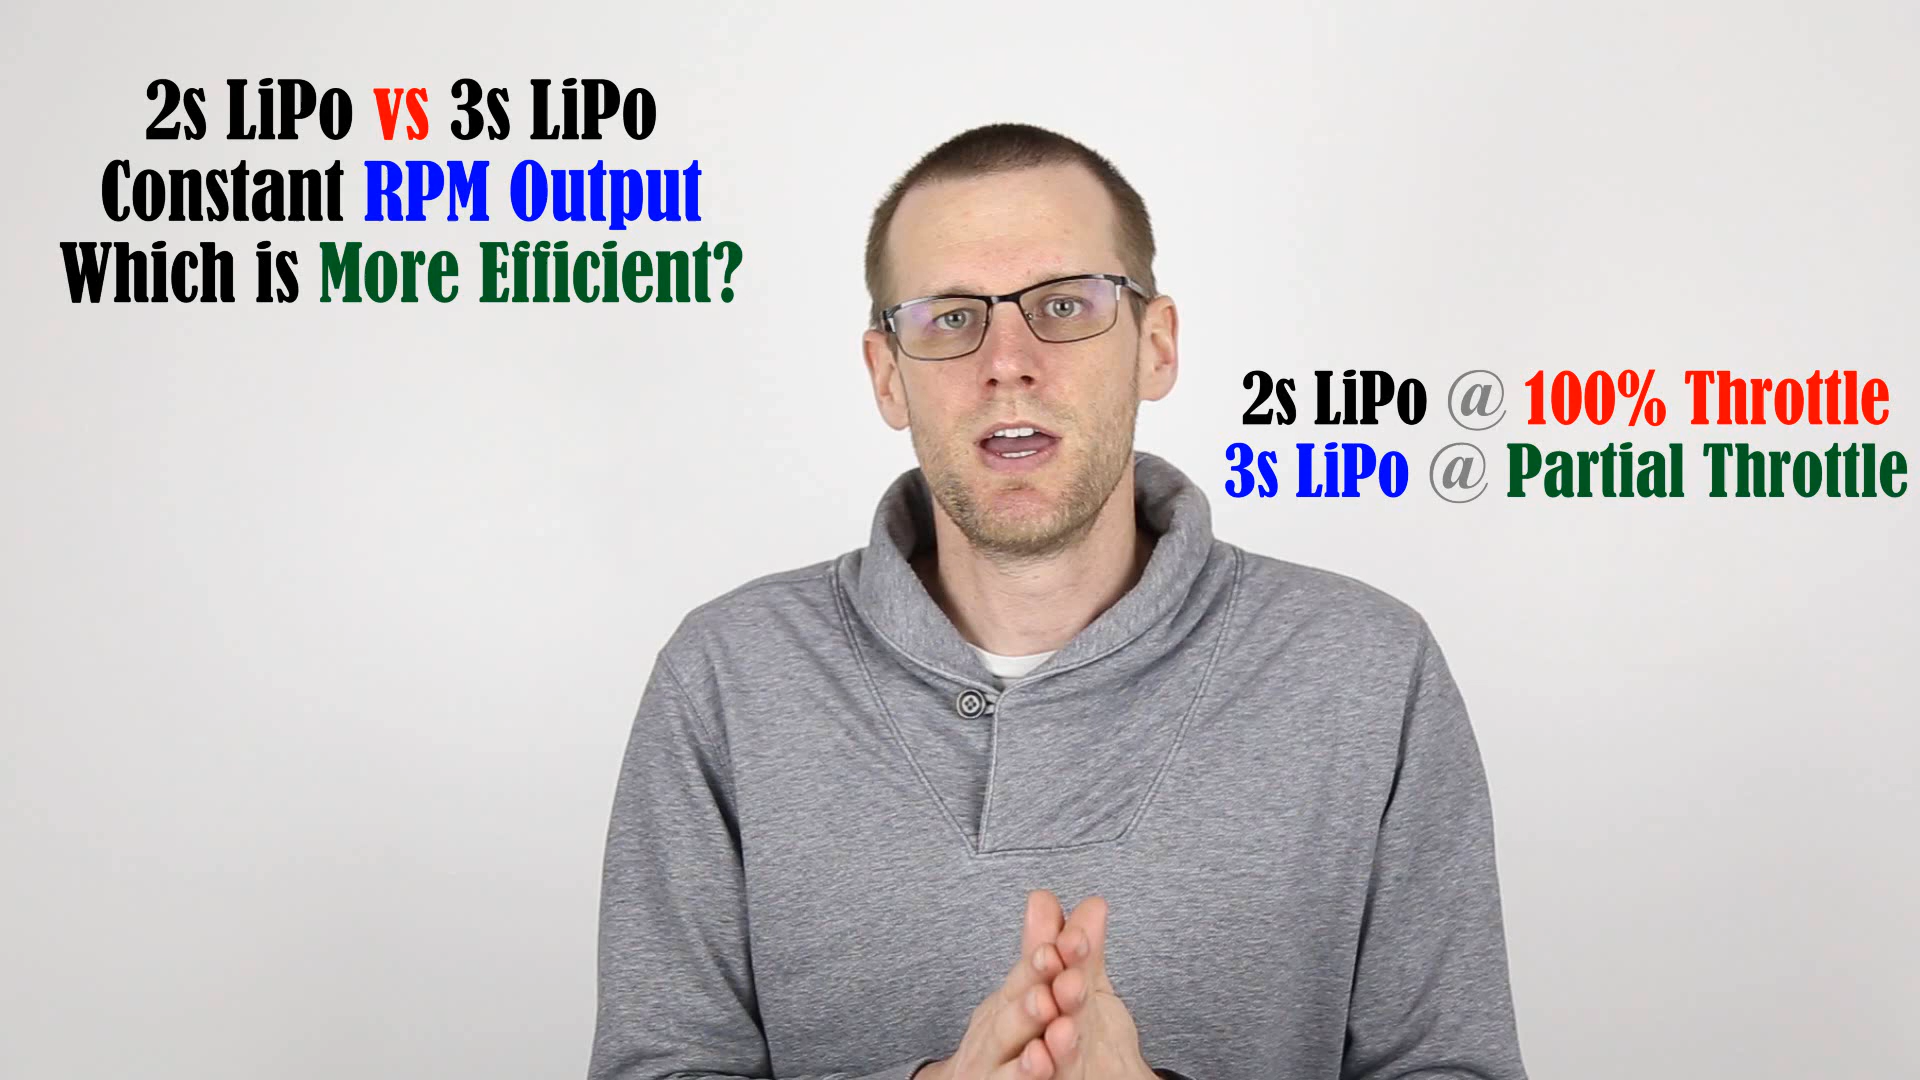 2s LiPo vs 3s LiPo
Constant RPM Output
Which is More Efficient?
2s LiPo @ 100% Throttle
3s LiPo @ Partial Throttle